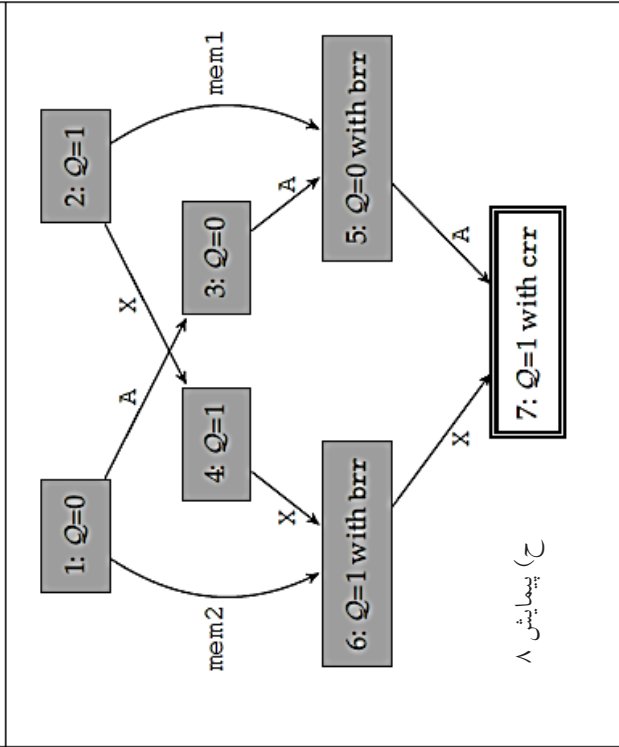 1: Q=0
2: Q=1
A
X
mem2
mem1
4: Q=1
3: Q=0
X
A
6: Q=1 with brr
5: Q=0 with brr
X
A
7: Q=1 with crr
ح) پیمایش ۸